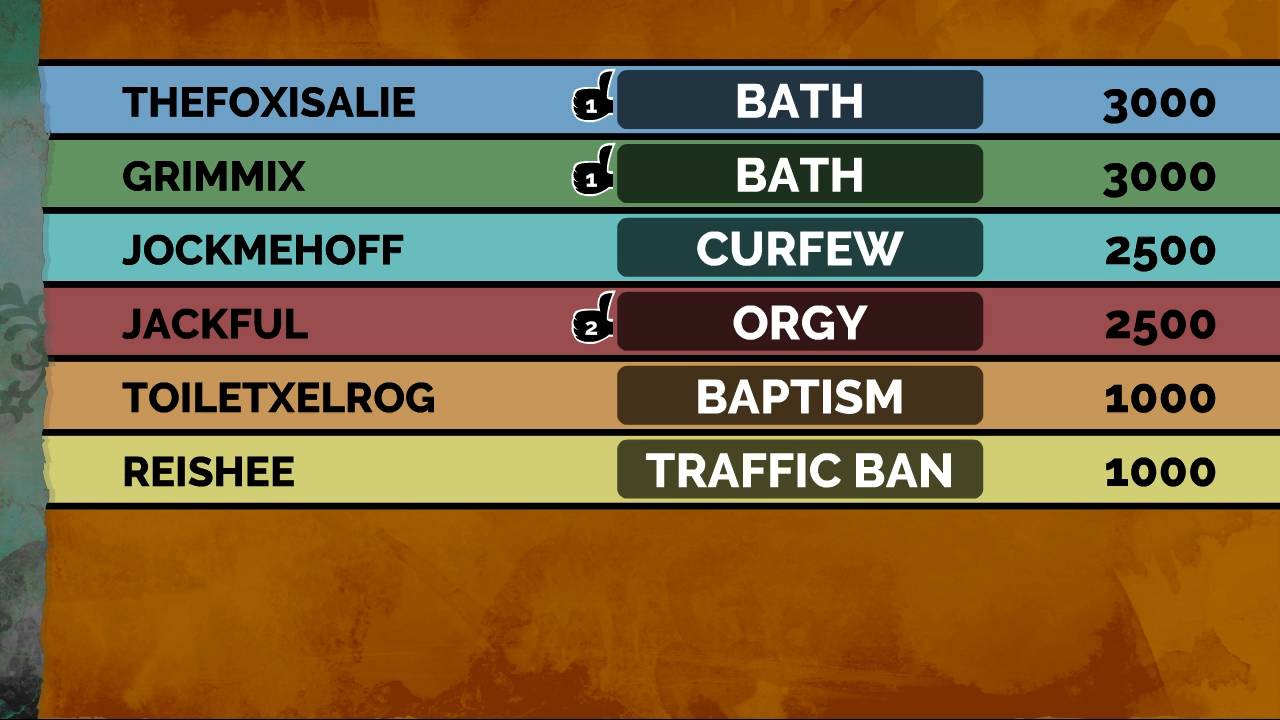 THEFOXISALIE 1 BATH 3000
GRIMMIX 1 BATH 3000
JOCKMEHOFF CURFEW 2500
JACKFUL 2 ORGY 2500
TOILETXELROG BAPTISM 1000
REISHEE TRAFFIC BAN 1000